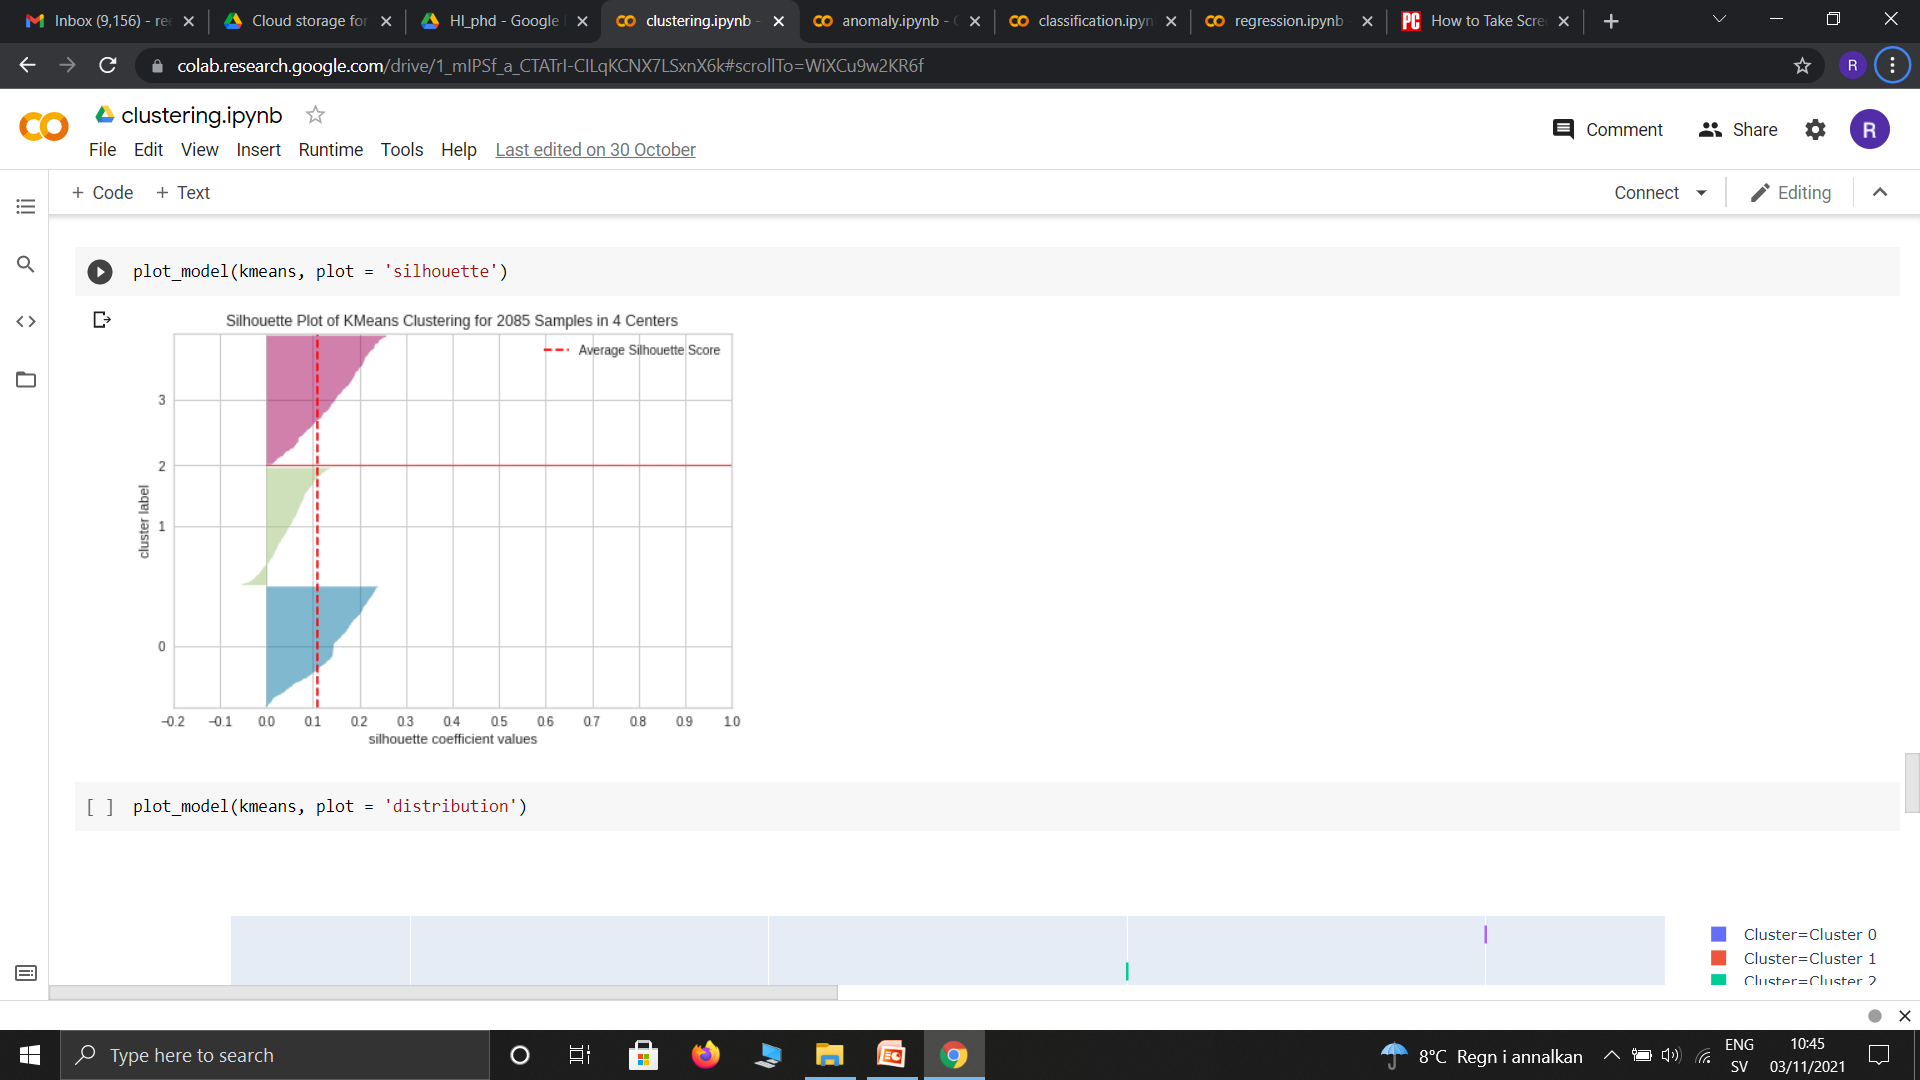 Inbox (9,156) - re
Cloud storage for
HI_phd - Google
clustering.ipynb -
anomaly.ipynb -
classification.ipyn
regression.ipynb
PC How to Take Scre
colab.research.google.com/drive/1_mIPSf_a_CTATrI-CILqKCNX7LSxnX6k#scrollTo=WiXCu9w2KR6f
R
clustering.ipynb
Comment
Share
R
File Edit View Insert Runtime Tools Help Last edited on 30 October
+ Code + Text
Connect
Editing
plot_model(kmeans, plot = 'silhouette')
Silhouette Plot of KMeans Clustering for 2085 Samples in 4 Centers
Average Silhouette Score
3
2
1
0
cluster label
−0.2 −0.1 0.0 0.1 0.2 0.3 0.4 0.5 0.6 0.7 0.8 0.9 1.0
silhouette coefficient values
[ ] plot_model(kmeans, plot = 'distribution')
Cluster=Cluster 0
Cluster=Cluster 1
Cluster=Cluster 2
Type here to search
8°C Regn i annalkan
ENG
SV
10:45
03/11/2021